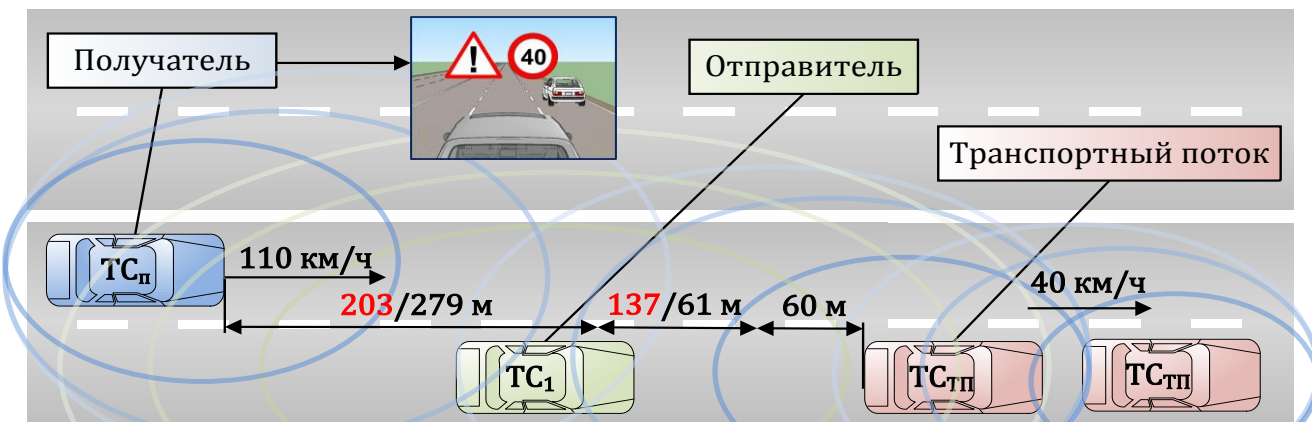 Получатель
40
Отправитель
Транспортный поток
ТСп
110 км/ч
40 км/ч
203/279 м
137/61 м
60 м
ТС1
ТСТП
ТСТП